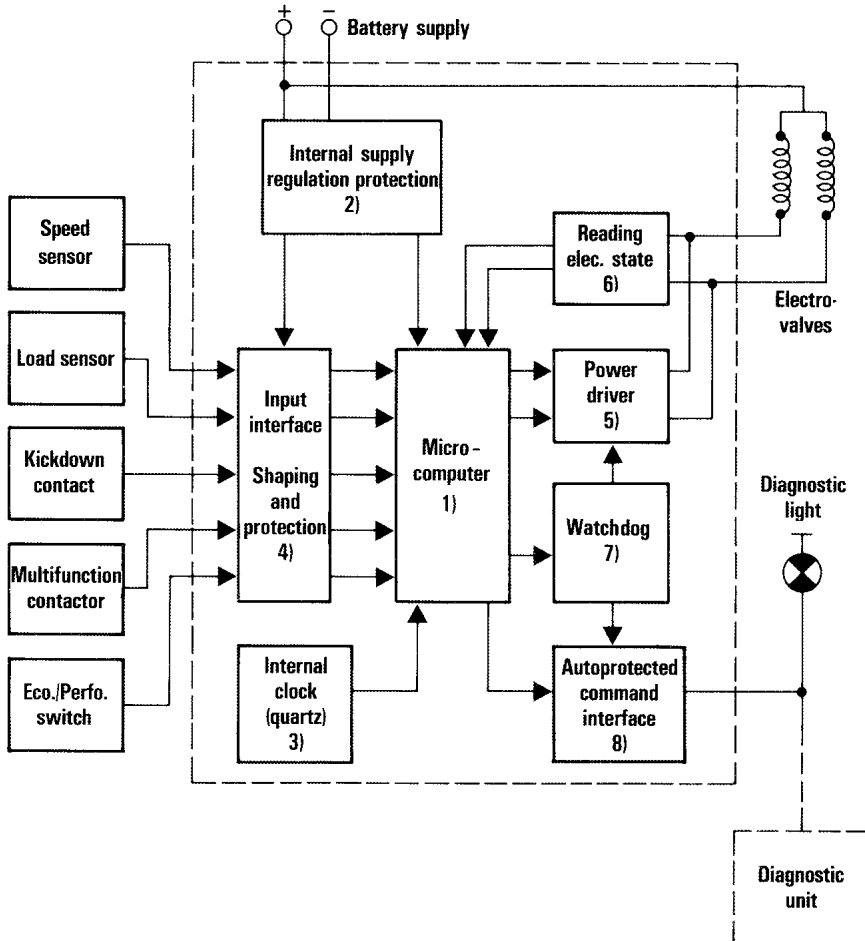 + −
Battery supply
Internal supply
regulation protection
2)
Speed
sensor
Reading
elec. state
6)
Electro-
valves
Load sensor
Input
interface
Shaping
and
protection
4)
Micro-
computer
1)
Power
driver
5)
Kickdown
contact
Watchdog
7)
Diagnostic
light
Multifunction
contactor
Eco./Perfo.
switch
Internal
clock
(quartz)
3)
Autoprotected
command
interface
8)
Diagnostic
unit